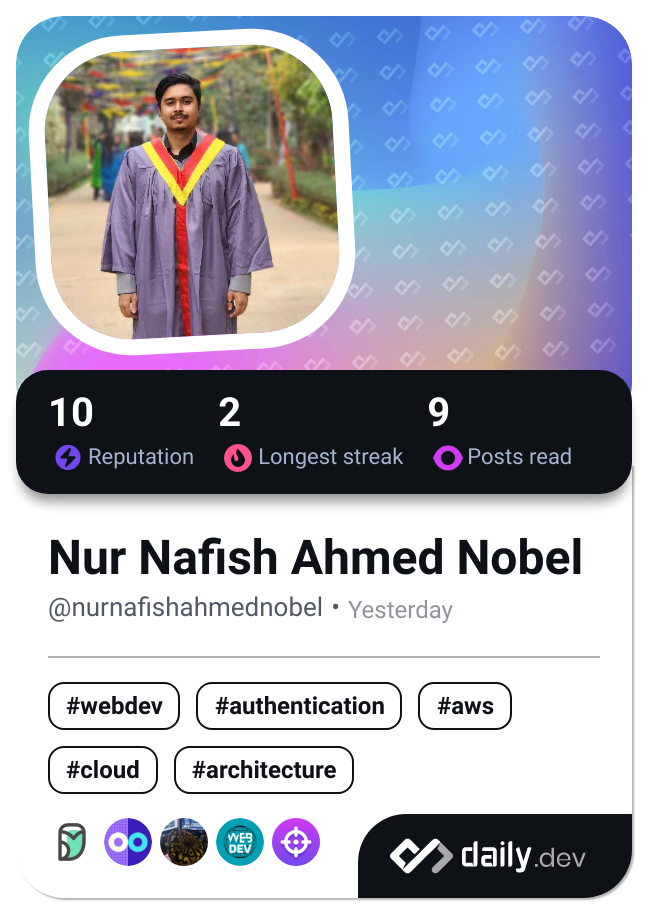 10 2 9
Reputation Longest streak Posts read
Nur Nafish Ahmed Nobel
@nurnafishahmednobel • Yesterday
#webdev #authentication #aws
#cloud #architecture
WEB
DEV
daily.dev